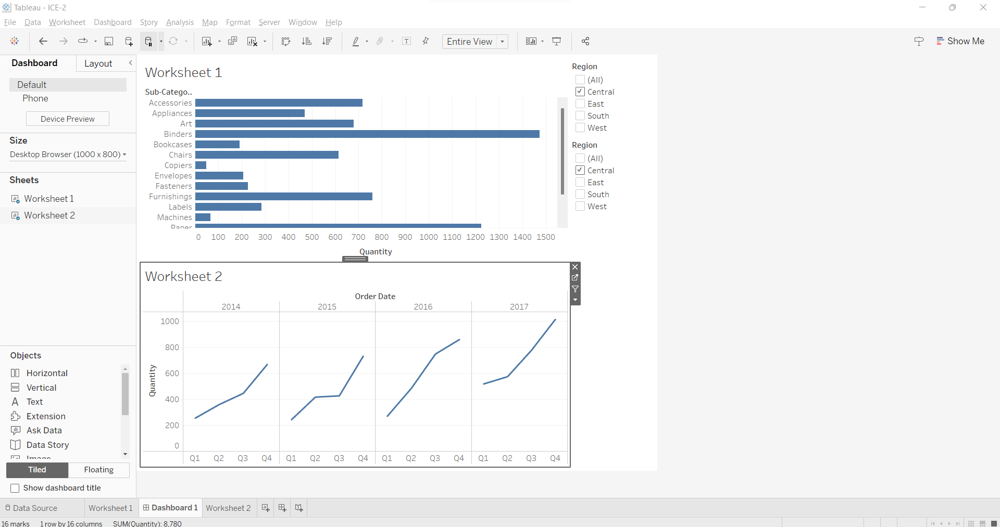 Tableau - ICE-2
File Data Worksheet Dashboard Story Analysis Map Format Server Window Help
Entire View
Show Me
Dashboard Layout
Default
Phone
Device Preview
Size
Desktop Browser (1000 x 800)
Sheets
Worksheet 1
Worksheet 2
Objects
Horizontal
Vertical
Text
Extension
Ask Data
Data Story
Image
Tiled Floating
Show dashboard title
Worksheet 1
Sub-Catego..
Accessories
Appliances
Art
Binders
Bookcases
Chairs
Copiers
Envelopes
Fasteners
Furnishings
Labels
Machines
Paper
0 100 200 300 400 500 600 700 800 900 1000 1100 1200 1300 1400 1500
Quantity
Region
(All)
Central
East
South
West
Region
(All)
Central
East
South
West
Worksheet 2
Order Date
2014 2015 2016 2017
1000
800
600
400
200
0
Quantity
Q1 Q2 Q3 Q4 Q1 Q2 Q3 Q4 Q1 Q2 Q3 Q4 Q1 Q2 Q3 Q4
Data Source Worksheet 1 Dashboard 1 Worksheet 2
16 marks 1 row by 16 columns SUM(Quantity): 8,780